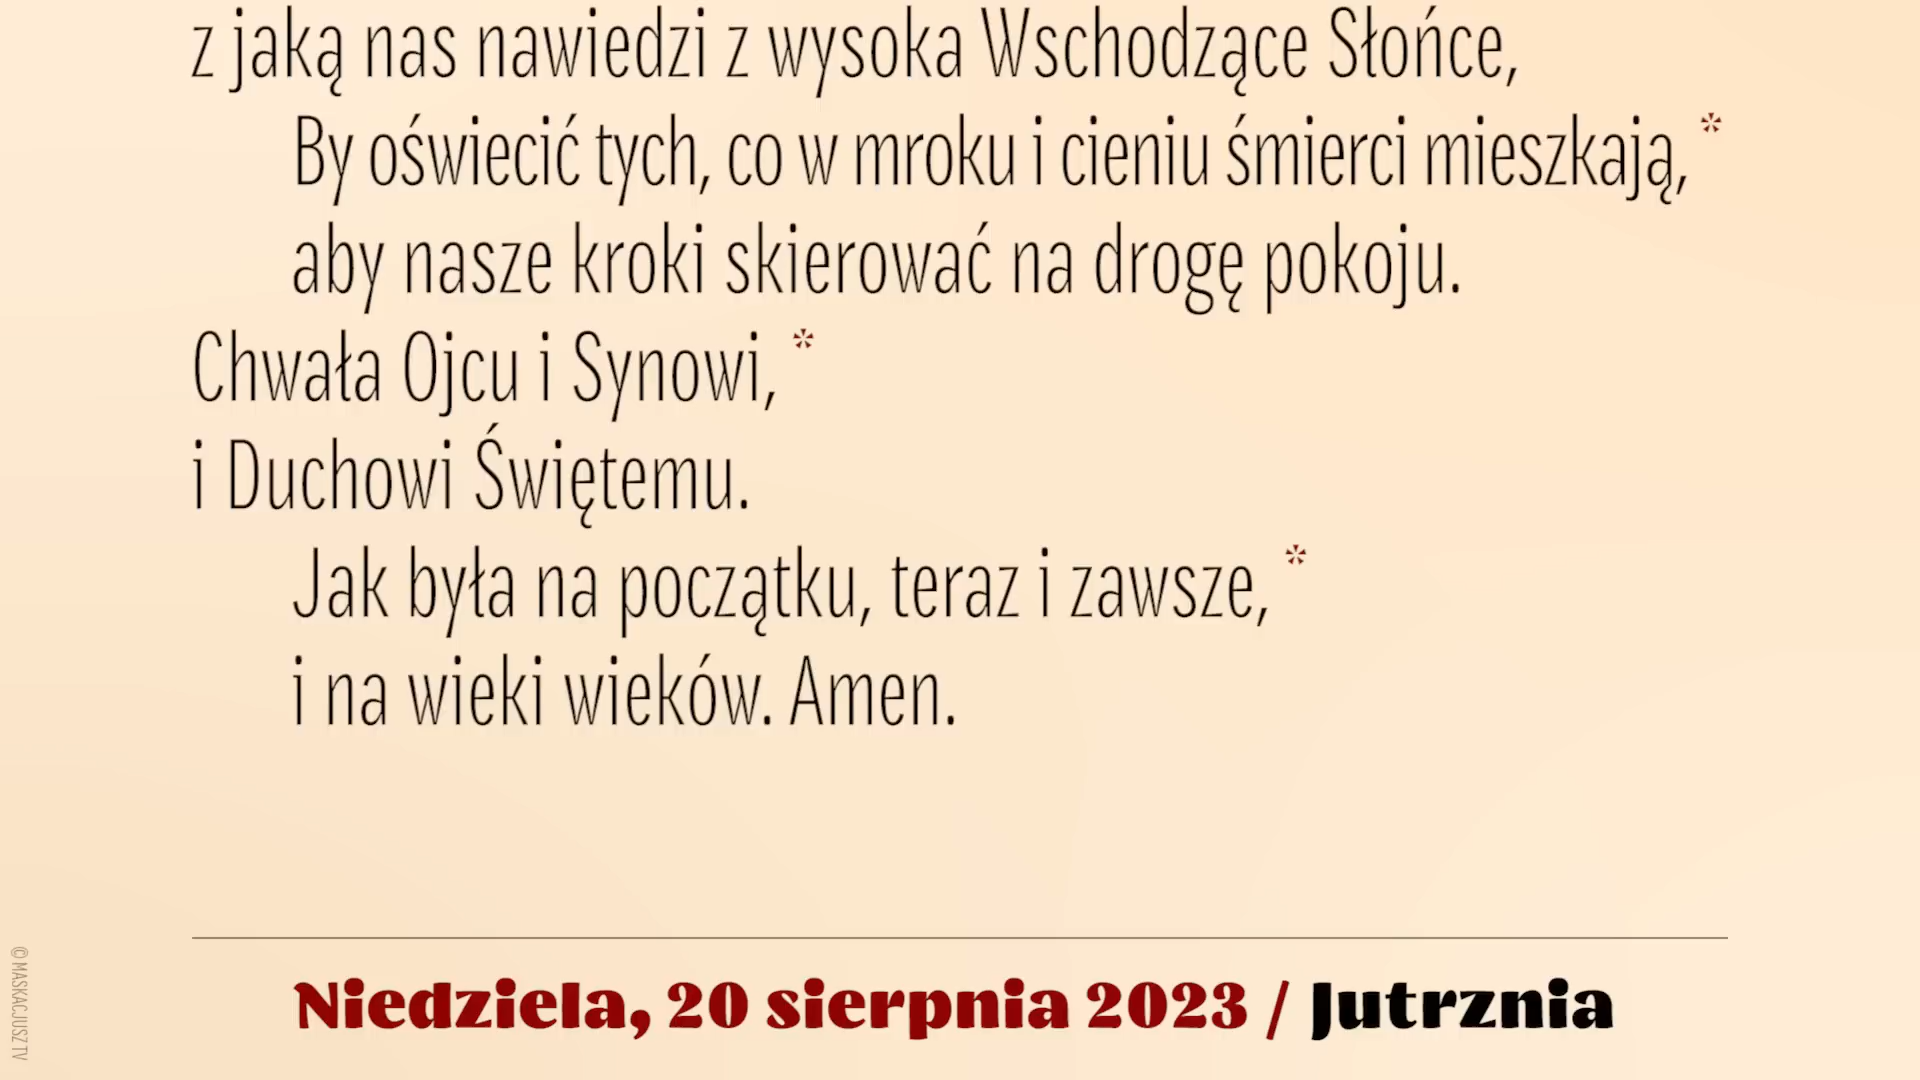 z jaką nas nawiedzi z wysoka Wschodzące Słońce,
By oświecić tych, co w mroku i cieniu śmierci mieszkają, *
aby nasze kroki skierować na drogę pokoju.
Chwała Ojcu i Synowi, *
i Duchowi Świętemu.
Jak była na początku, teraz i zawsze, *
i na wieki wieków. Amen.
Niedziela, 20 sierpnia 2023 / Jutrznia
© MASKACJUSZ TV